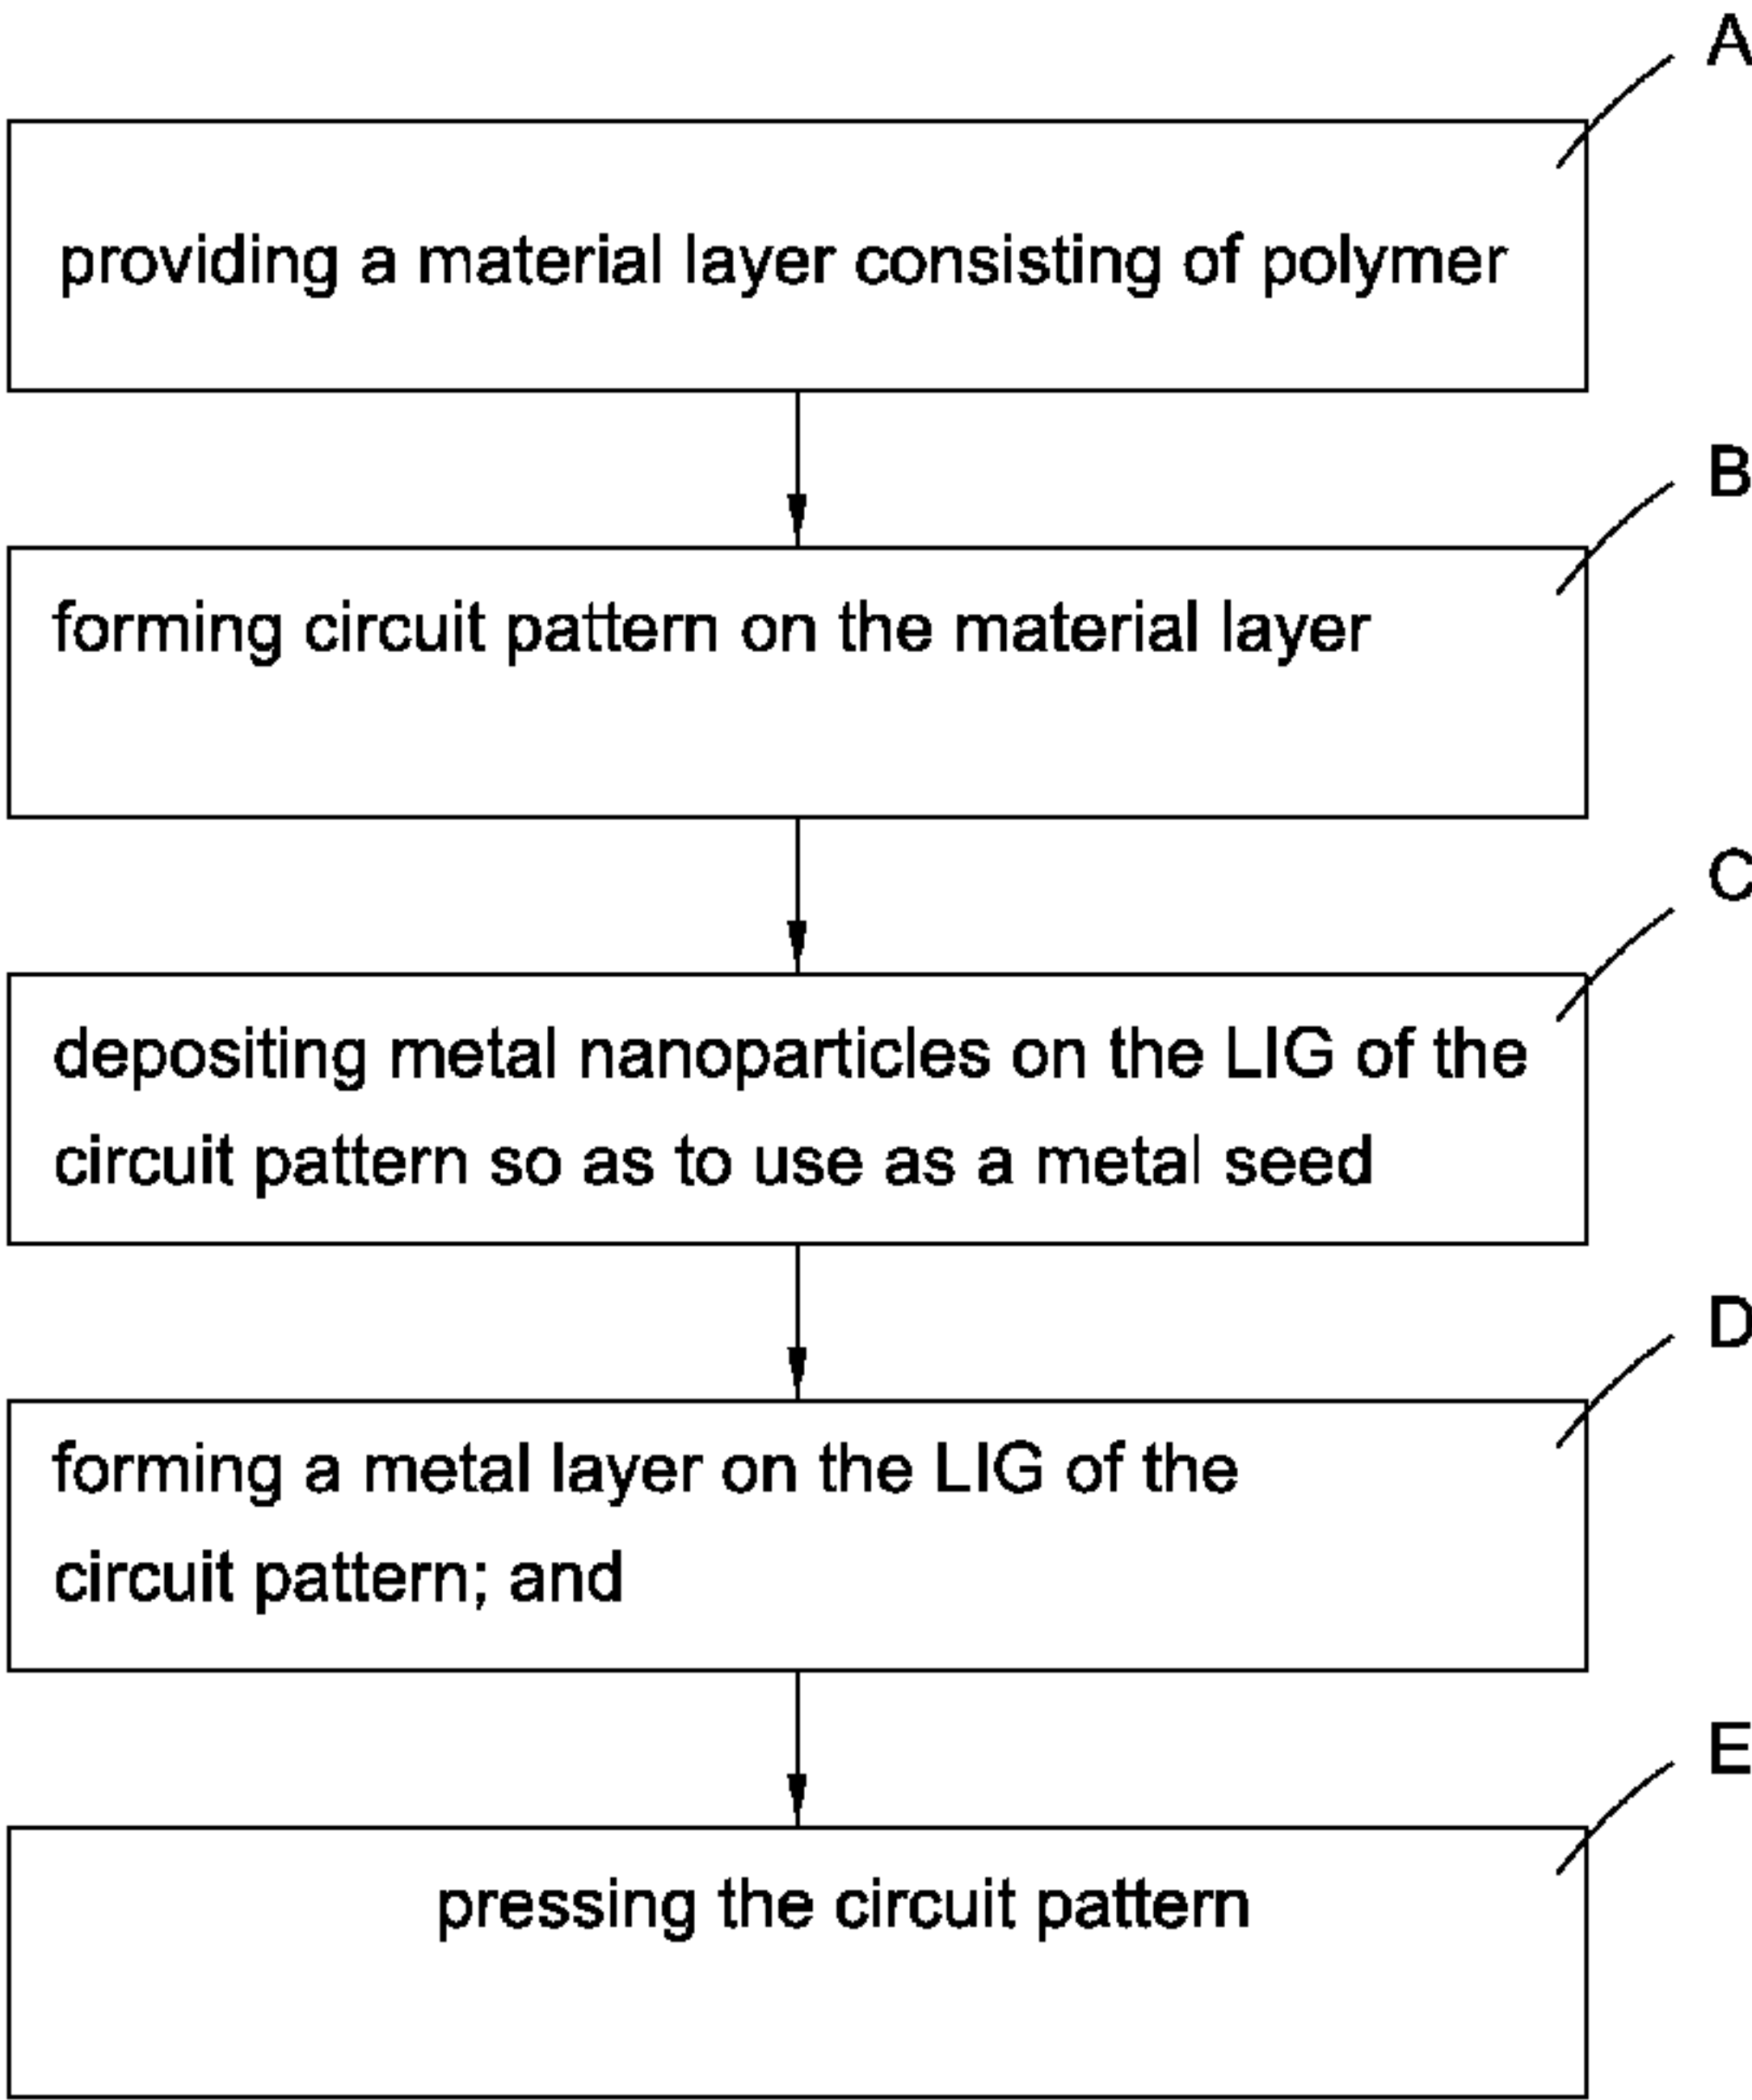 A
providing a material layer consisting of polymer
B
forming circuit pattern on the material layer
C
depositing metal nanoparticles on the LIG of the
circuit pattern so as to use as a metal seed
D
forming a metal layer on the LIG of the
circuit pattern; and
E
pressing the circuit pattern